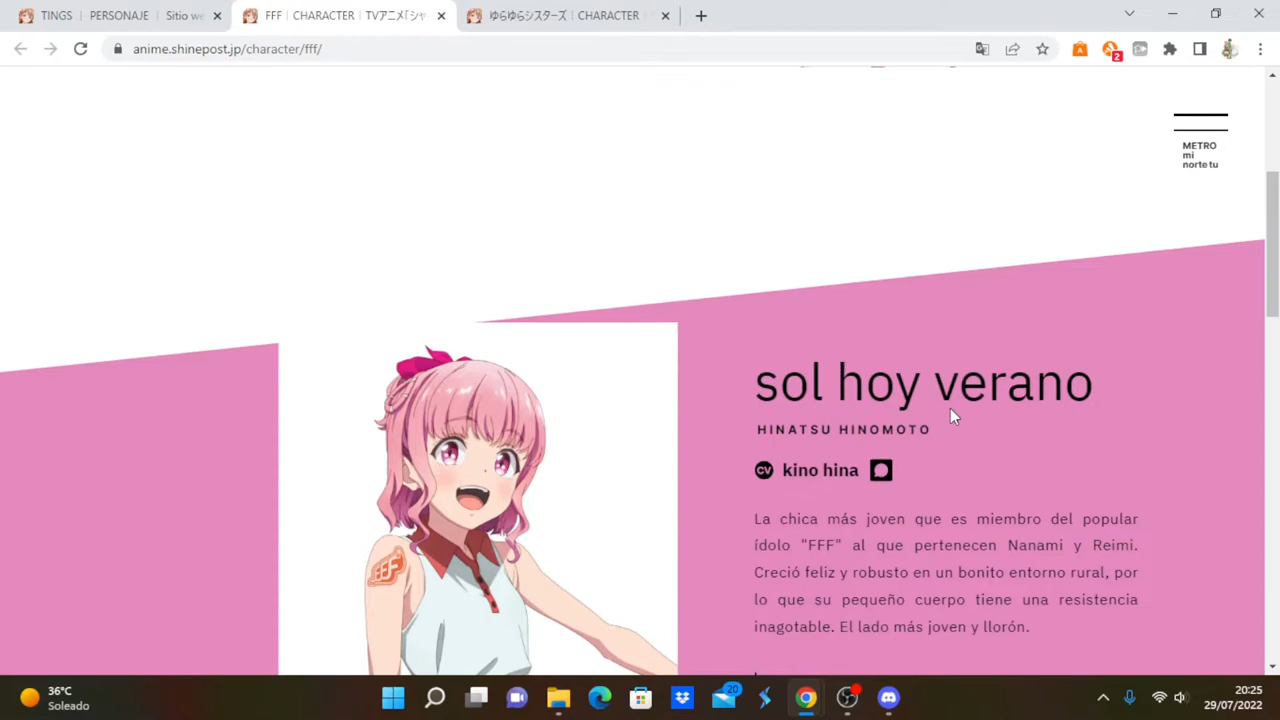 TINGS | PERSONAJE | Sitio we
FFF｜CHARACTER｜TVアニメ「シャ
ゆらゆらシスターズ｜CHARACTER
anime.shinepost.jp/character/fff/
2
METRO
mi
norte tu
sol hoy verano
HINATSU HINOMOTO
CV kino hina
La chica más joven que es miembro del popular
ídolo "FFF" al que pertenecen Nanami y Reimi.
Creció feliz y robusto en un bonito entorno rural, por
lo que su pequeño cuerpo tiene una resistencia
inagotable. El lado más joven y llorón.
FFF
36°C
Soleado
20
20:25
29/07/2022